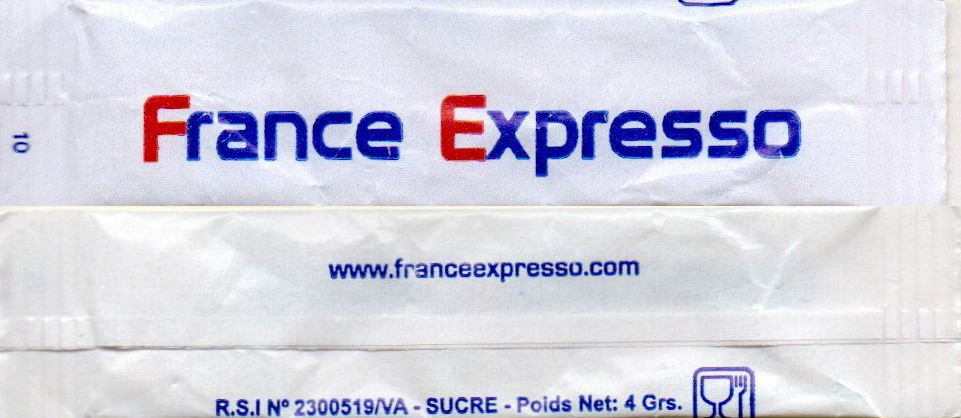 France Expresso
10
www.franceexpresso.com
R.S.I Nº 2300519/VA - SUCRE - Poids Net: 4 Grs.